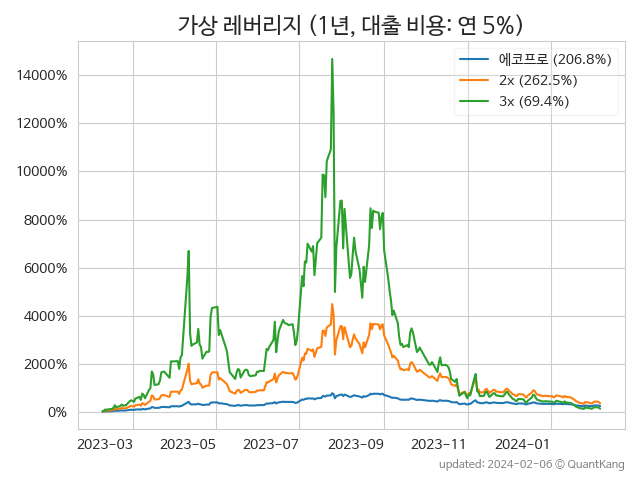 가상 레버리지 (1년, 대출 비용: 연 5%)
에코프로 (206.8%)
2x (262.5%)
3x (69.4%)
14000%
12000%
10000%
8000%
6000%
4000%
2000%
0%
2023-03 2023-05 2023-07 2023-09 2023-11 2024-01
updated: 2024-02-06 © QuantKang